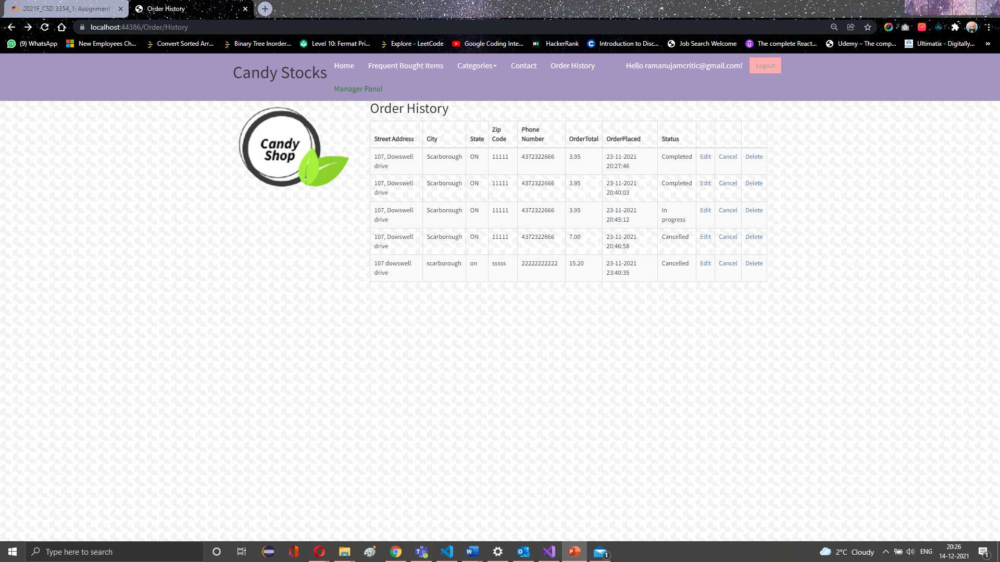 2021F_CSD 3354_1: Assignment
Order History
localhost:44386/Order/History
(9) WhatsApp
New Employees Ch...
Convert Sorted Arr...
Binary Tree Inorder...
Level 10: Fermat Pri...
Explore - LeetCode
Google Coding Inte...
HackerRank
Introduction to Disc...
Job Search Welcome
The complete React...
Udemy – The comp...
Ultimatix - Digitally...
»
Candy Stocks
Home
Frequent Bought Items
Categories
Contact
Order History
Hello ramanujamcritic@gmail.com!
Logout
Manager Panel
Candy
Shop
Order History
Street Address City State Zip Code Phone Number OrderTotal OrderPlaced Status
107, Dowswell drive Scarborough ON 11111 4372322666 3.95 23-11-2021 20:27:46 Completed Edit Cancel Delete
107, Dowswell drive Scarborough ON 11111 4372322666 3.95 23-11-2021 20:40:03 Completed Edit Cancel Delete
107, Dowswell drive Scarborough ON 11111 4372322666 3.95 23-11-2021 20:45:12 In progress Edit Cancel Delete
107, Dowswell drive Scarborough ON 11111 4372322666 7.00 23-11-2021 20:46:58 Cancelled Edit Cancel Delete
107 dowswell drive scarborough on sssss 22222222222 15.20 23-11-2021 23:40:35 Cancelled Edit Cancel Delete
Type here to search
2°C Cloudy
ENG
20:26
14-12-2021